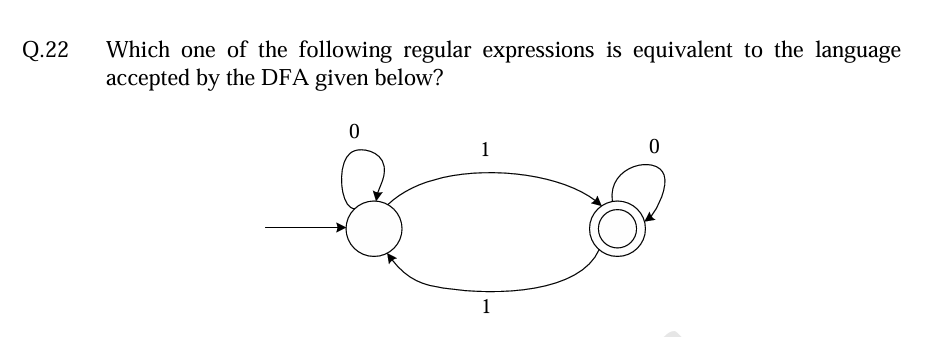 Q.22 Which one of the following regular expressions is equivalent to the language
accepted by the DFA given below?
0
1
0
1